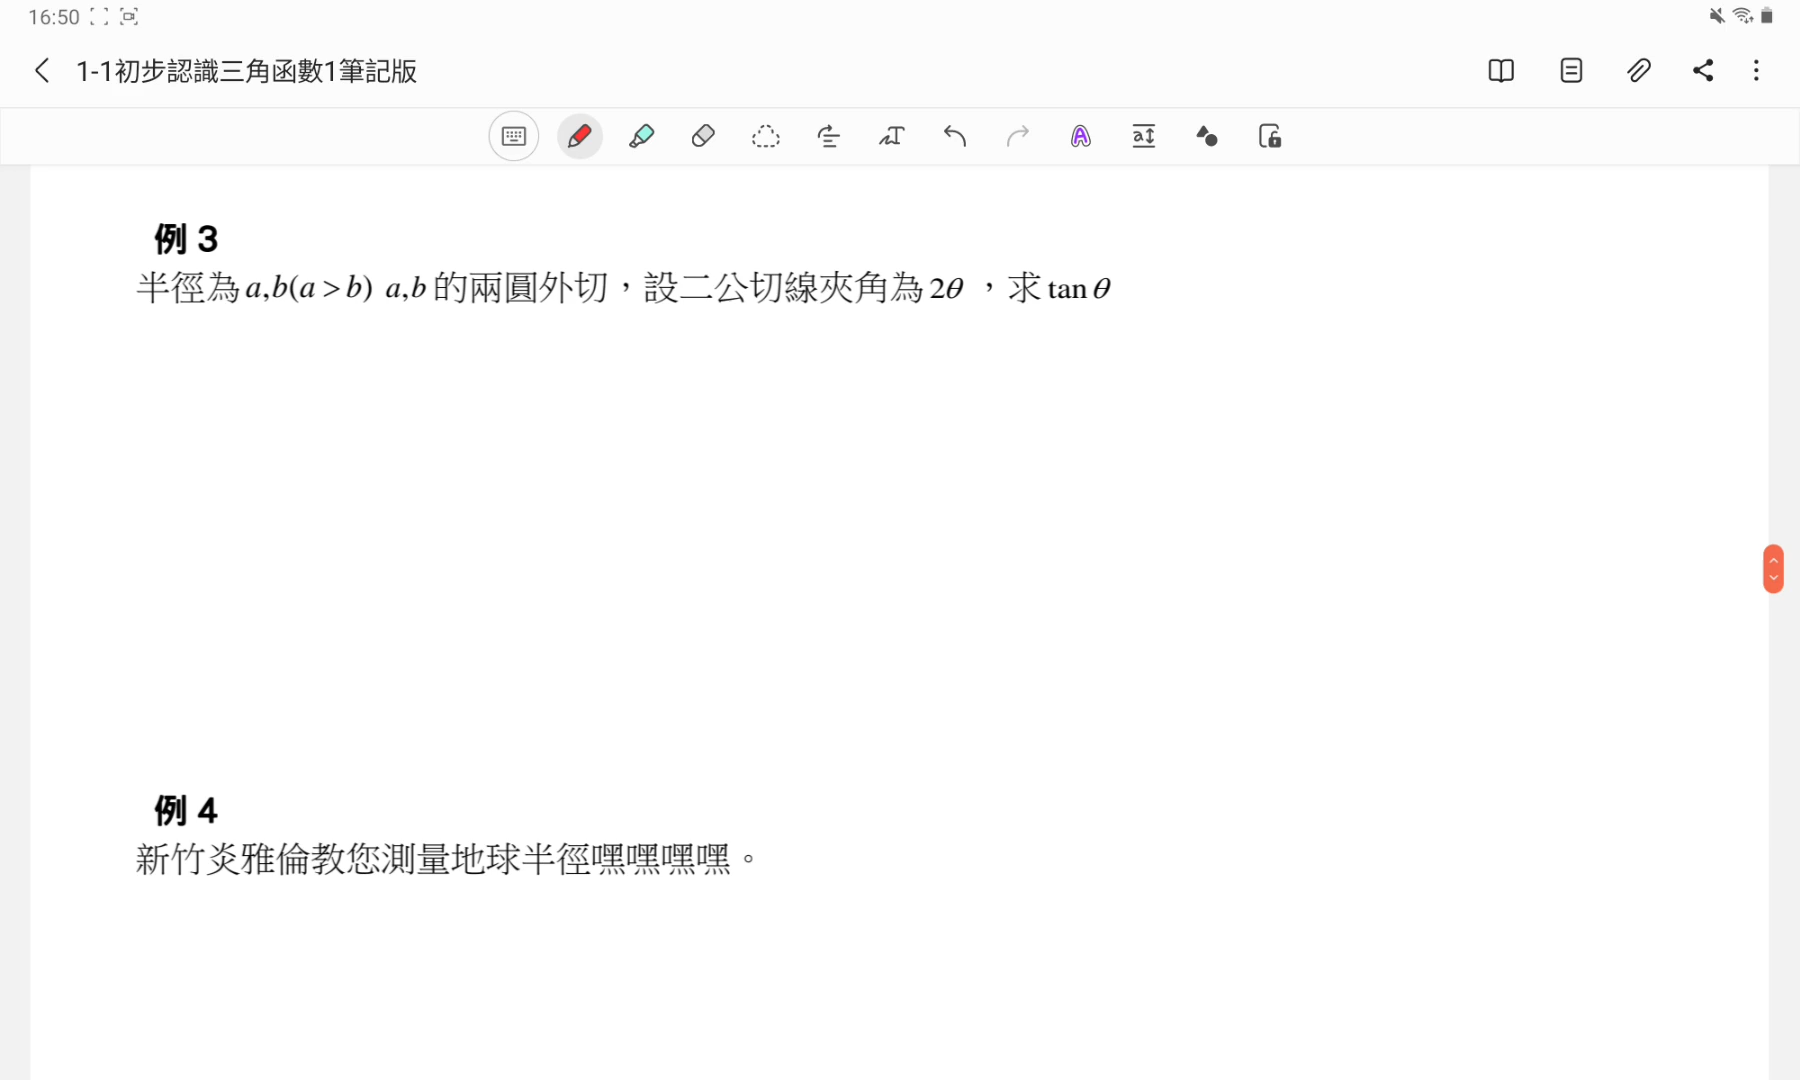 16:50
1-1初步認識三角函數1筆記版
例 3
半徑為 a,b(a > b) a,b 的兩圓外切，設二公切線夾角為 2θ ，求 tan θ
例 4
新竹炎雅倫教您測量地球半徑嘿嘿嘿嘿。